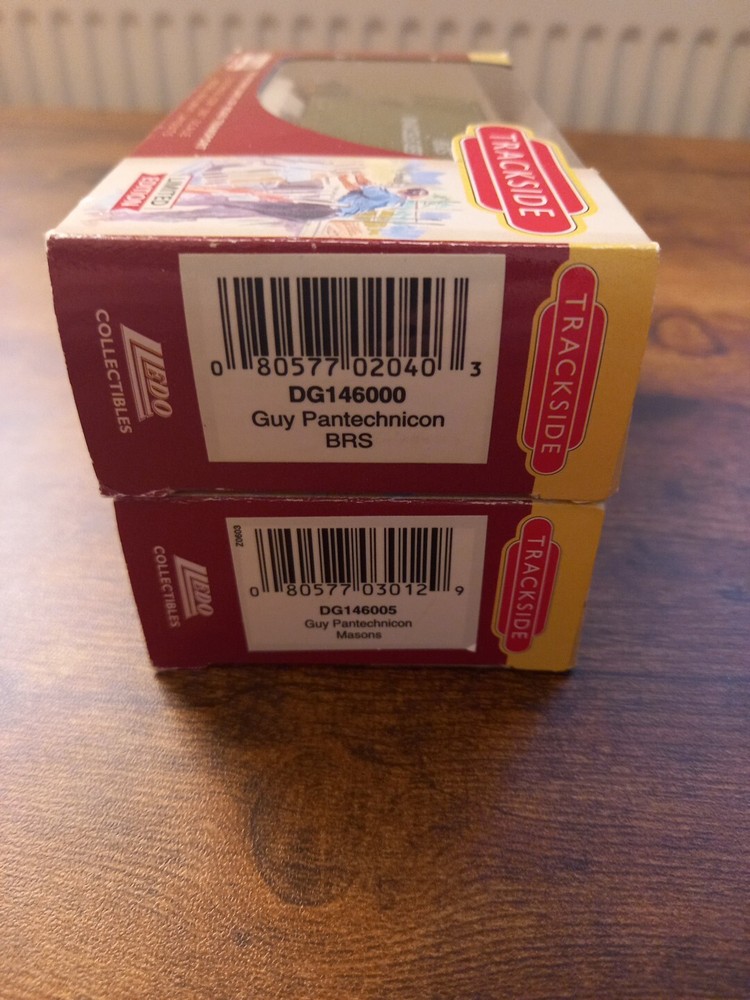 TRACKSIDE
LIMITED
EDITION
LLEDO
COLLECTIBLES
0 80577 02040 3
DG146000
Guy Pantechnicon
BRS
TRACKSIDE
LLEDO
COLLECTIBLES
Z0803
0 80577 03012 9
DG146005
Guy Pantechnicon
Masons
TRACKSIDE